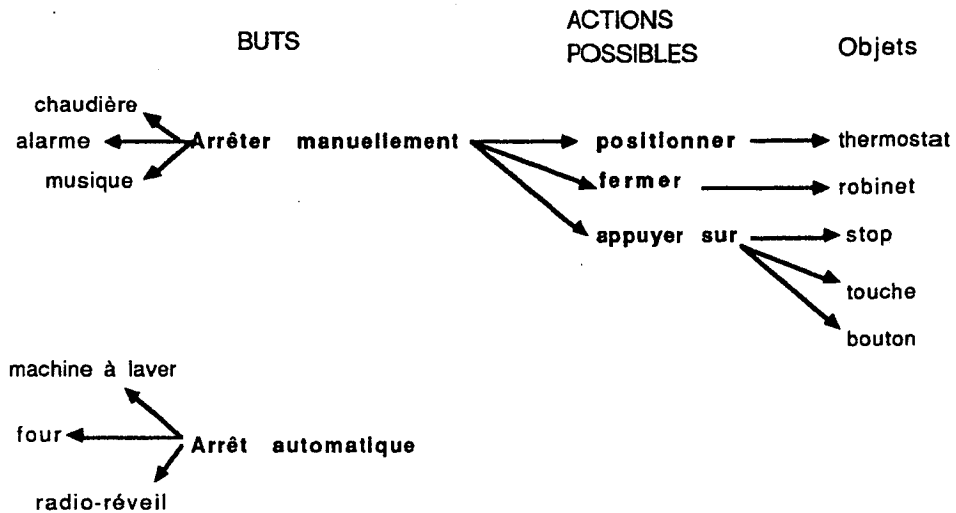 BUTS
ACTIONS
POSSIBLES
Objets
chaudière
alarme
musique
Arrêter manuellement
positionner
thermostat
fermer
robinet
appuyer sur
stop
touche
bouton
machine à laver
four
Arrêt automatique
radio-réveil